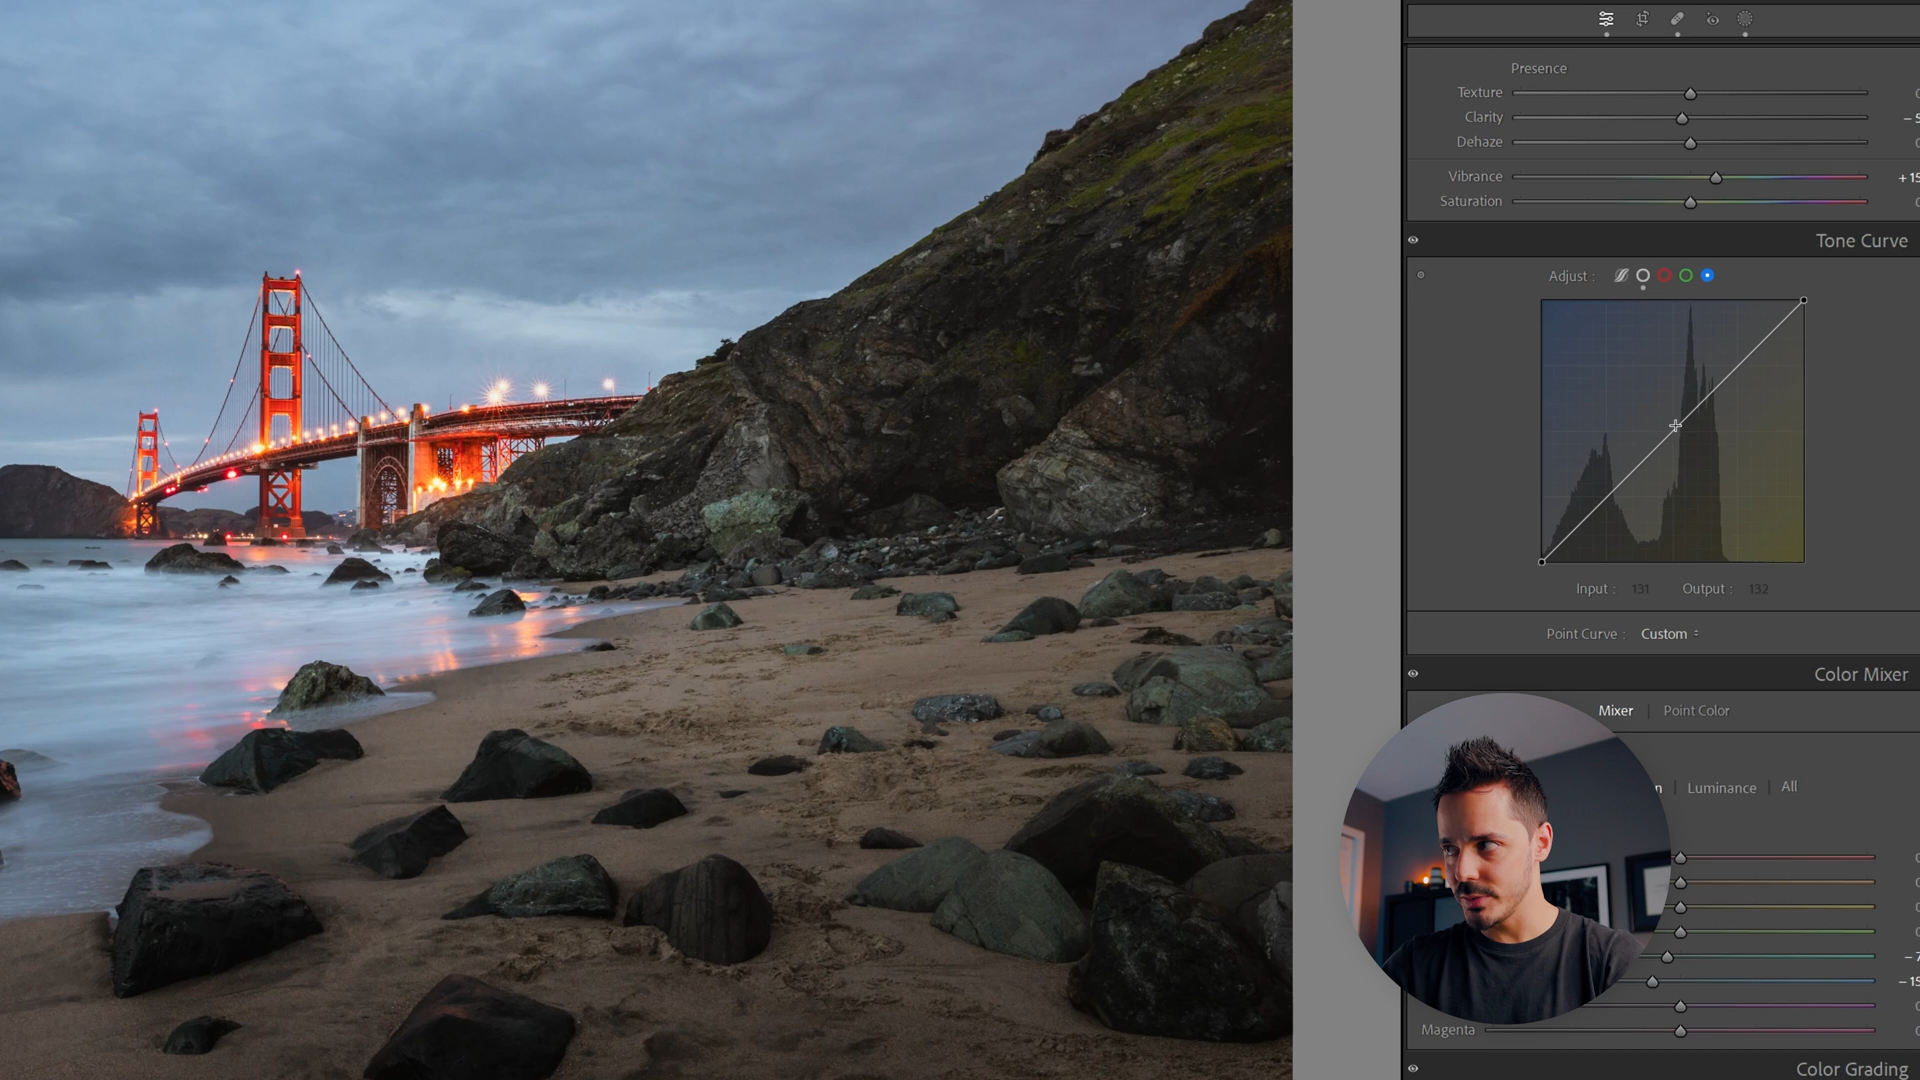 Presence
Texture
Clarity
Dehaze
Vibrance + 15
Saturation
Tone Curve
Adjust :
Input : 131 Output : 132
Point Curve : Custom
Color Mixer
Mixer | Point Color
Luminance | All
Magenta
Color Grading